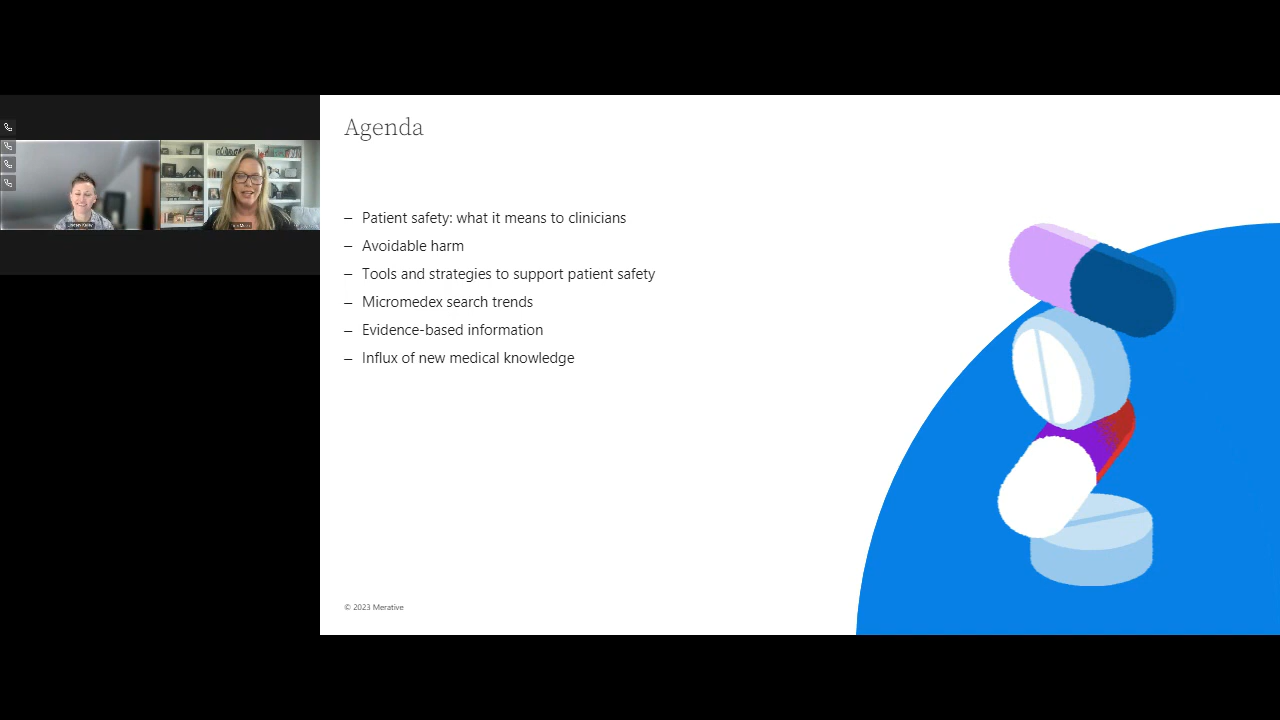 Agenda
– Patient safety: what it means to clinicians
– Avoidable harm
– Tools and strategies to support patient safety
– Micromedex search trends
– Evidence-based information
– Influx of new medical knowledge
© 2023 Merative